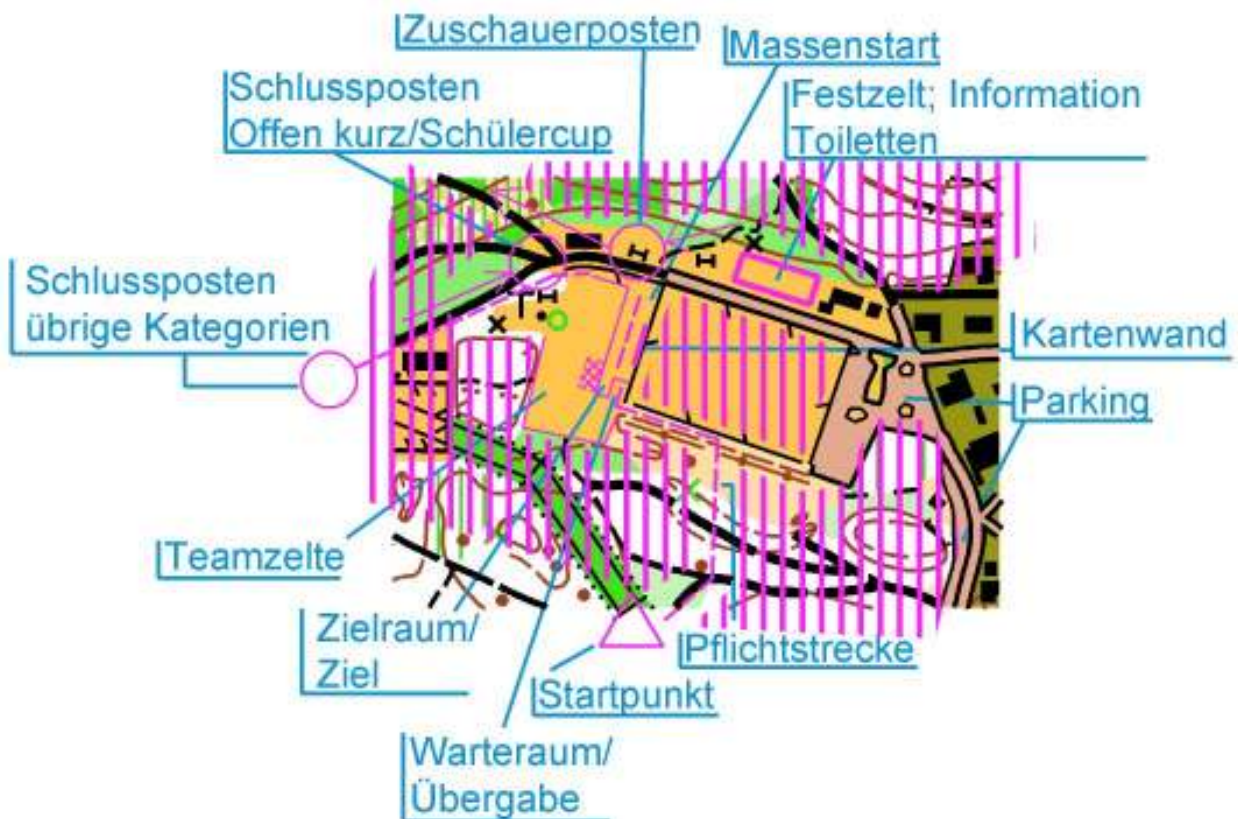 Zuschauerposten
Massenstart
Schlussposten
Offen kurz/Schülercup
Festzelt; Information
Toiletten
Schlussposten
übrige Kategorien
Kartenwand
Parking
Teamzelte
Zielraum/
Ziel
Pflichtstrecke
Startpunkt
Warteraum/
Übergabe